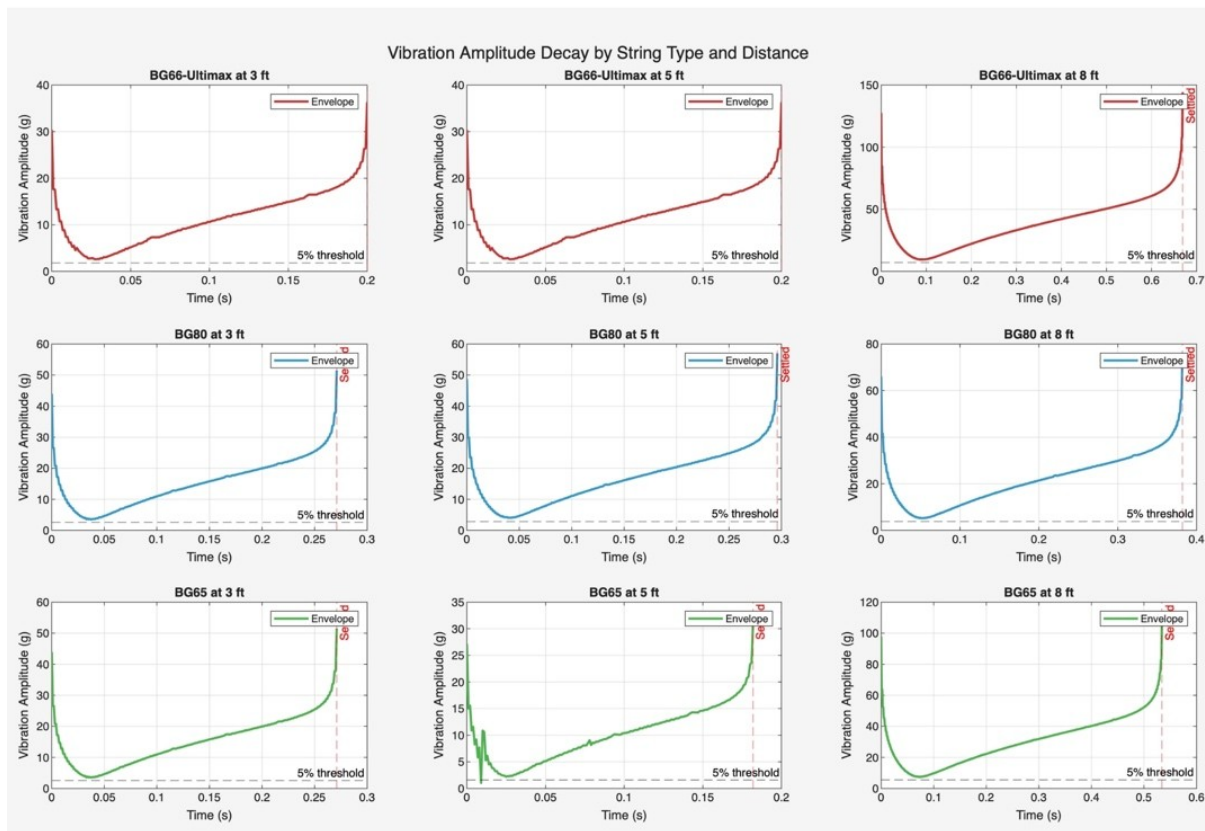 Vibration Amplitude Decay by String Type and Distance
BG66-Ultimax at 3 ft
Vibration Amplitude (g)
40
30
20
10
0
Envelope
5% threshold
0 0.05 0.1 0.15 0.2
Time (s)
BG66-Ultimax at 5 ft
Vibration Amplitude (g)
40
30
20
10
0
Envelope
5% threshold
0 0.05 0.1 0.15 0.2
Time (s)
BG66-Ultimax at 8 ft
Vibration Amplitude (g)
150
100
50
0
Envelope
Settled
5% threshold
0 0.1 0.2 0.3 0.4 0.5 0.6 0.7
Time (s)
BG80 at 3 ft
Vibration Amplitude (g)
60
50
40
30
20
10
0
Envelope
Settled
5% threshold
0 0.05 0.1 0.15 0.2 0.25 0.3
Time (s)
BG80 at 5 ft
Vibration Amplitude (g)
60
50
40
30
20
10
0
Envelope
Settled
5% threshold
0 0.05 0.1 0.15 0.2 0.25 0.3
Time (s)
BG80 at 8 ft
Vibration Amplitude (g)
80
60
40
20
0
Envelope
Settled
5% threshold
0 0.1 0.2 0.3 0.4
Time (s)
BG65 at 3 ft
Vibration Amplitude (g)
60
50
40
30
20
10
0
Envelope
Settled
5% threshold
0 0.05 0.1 0.15 0.2 0.25 0.3
Time (s)
BG65 at 5 ft
Vibration Amplitude (g)
35
30
25
20
15
10
5
0
Envelope
Settled
5% threshold
0 0.05 0.1 0.15 0.2
Time (s)
BG65 at 8 ft
Vibration Amplitude (g)
120
100
80
60
40
20
0
Envelope
Settled
5% threshold
0 0.1 0.2 0.3 0.4 0.5 0.6
Time (s)